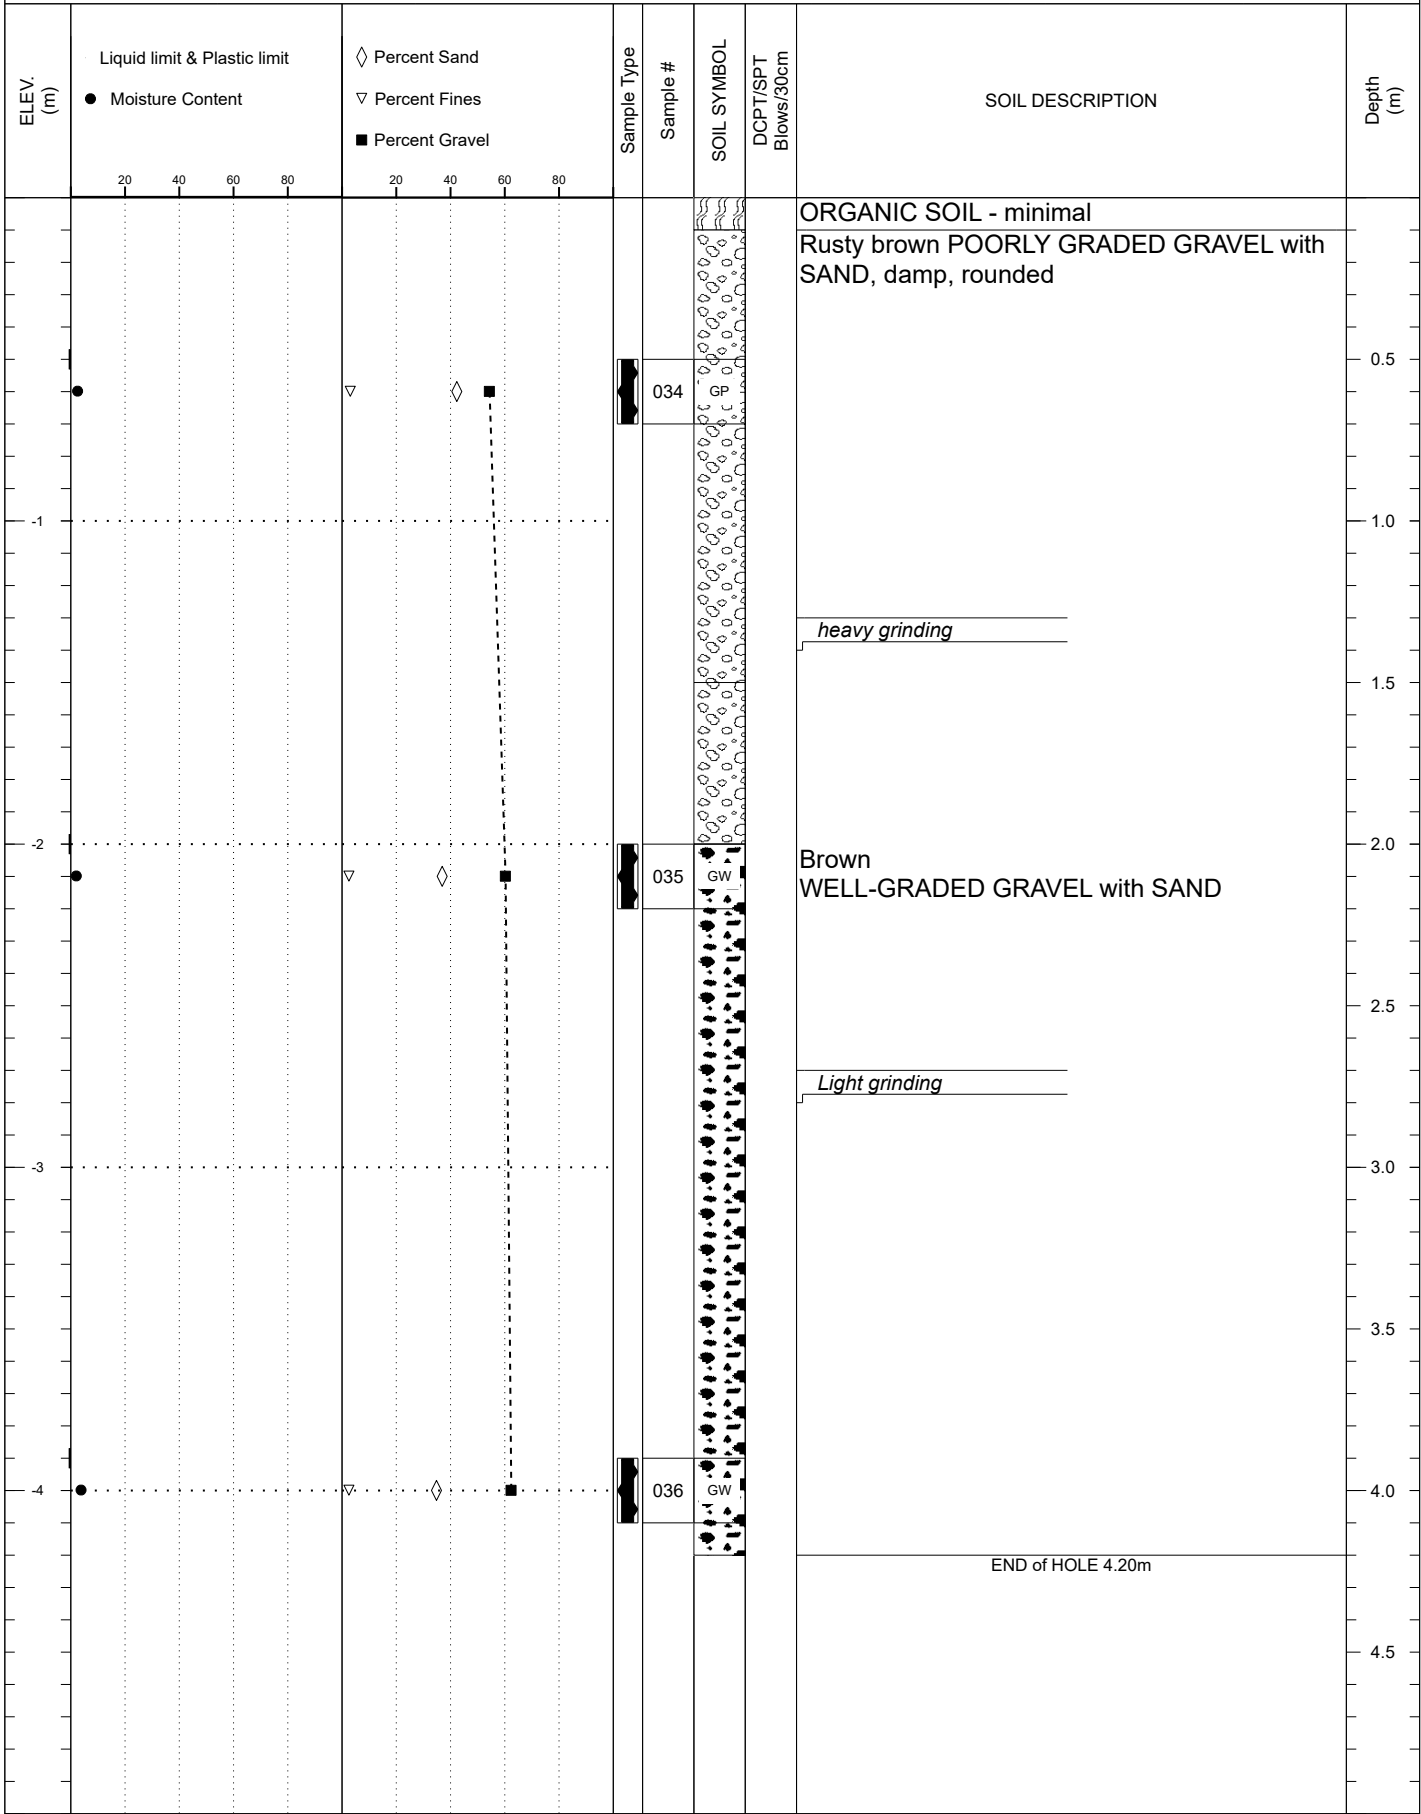 ELEV.
(m)
Liquid limit & Plastic limit
Moisture Content
20 40 60 80
Percent Sand
Percent Fines
Percent Gravel
20 40 60 80
Sample Type
Sample #
SOIL SYMBOL
DCPT/SPT
Blows/30cm
SOIL DESCRIPTION
Depth
(m)
ORGANIC SOIL - minimal
Rusty brown POORLY GRADED GRAVEL with
SAND, damp, rounded
0.5
034 GP
-1 1.0
heavy grinding
1.5
-2 2.0
Brown
035 GW
WELL-GRADED GRAVEL with SAND
2.5
Light grinding
-3 3.0
3.5
-4 036 GW 4.0
END of HOLE 4.20m
4.5